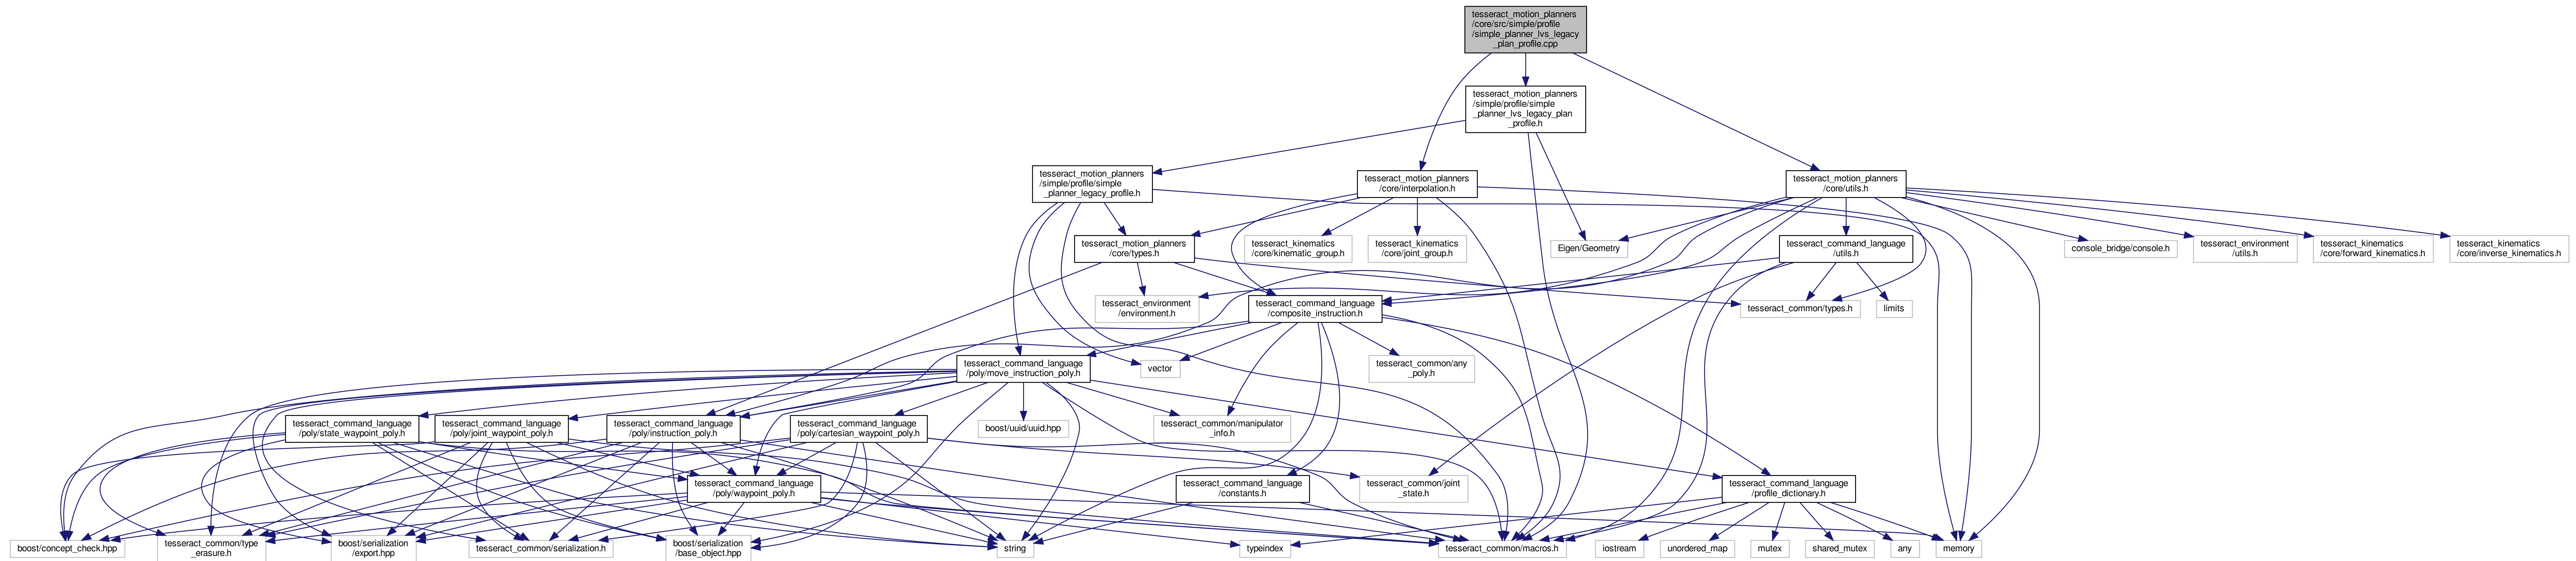 tesseract_motion_planners
/core/src/simple/profile
/simple_planner_lvs_legacy
_plan_profile.cpp
tesseract_motion_planners
/simple/profile/simple
_planner_lvs_legacy_plan
_profile.h
tesseract_motion_planners
/simple/profile/simple
_planner_legacy_profile.h
tesseract_motion_planners
/core/interpolation.h
tesseract_motion_planners
/core/utils.h
tesseract_motion_planners
/core/types.h
tesseract_kinematics
/core/kinematic_group.h
tesseract_kinematics
/core/joint_group.h
Eigen/Geometry
tesseract_command_language
/utils.h
console_bridge/console.h
tesseract_environment
/utils.h
tesseract_kinematics
/core/forward_kinematics.h
tesseract_kinematics
/core/inverse_kinematics.h
tesseract_environment
/environment.h
tesseract_command_language
/composite_instruction.h
tesseract_common/types.h
limits
tesseract_command_language
/poly/move_instruction_poly.h
vector
tesseract_common/any
_poly.h
tesseract_command_language
/poly/state_waypoint_poly.h
tesseract_command_language
/poly/joint_waypoint_poly.h
tesseract_command_language
/poly/instruction_poly.h
tesseract_command_language
/poly/cartesian_waypoint_poly.h
boost/uuid/uuid.hpp
tesseract_common/manipulator
_info.h
tesseract_command_language
/poly/waypoint_poly.h
tesseract_command_language
/constants.h
tesseract_common/joint
_state.h
tesseract_command_language
/profile_dictionary.h
boost/concept_check.hpp
tesseract_common/type
_erasure.h
boost/serialization
/export.hpp
tesseract_common/serialization.h
boost/serialization
/base_object.hpp
string
typeindex
tesseract_common/macros.h
iostream
unordered_map
mutex
shared_mutex
any
memory